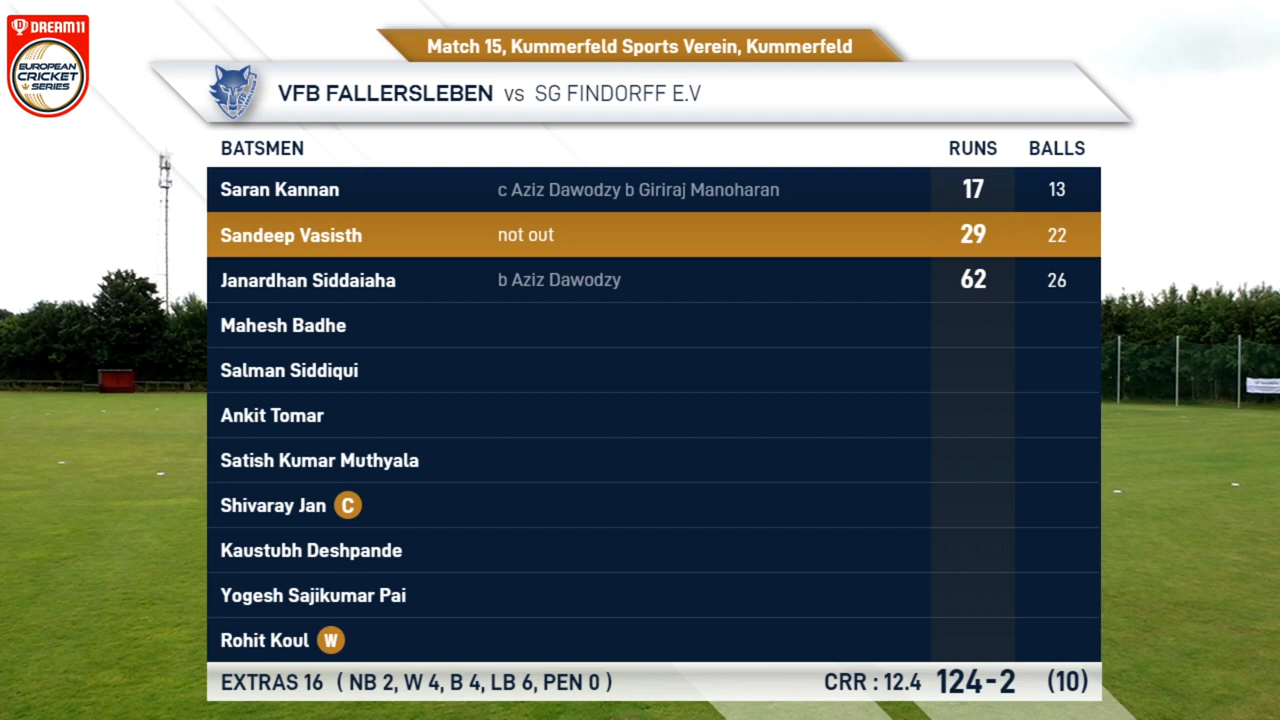 DREAM11
EUROPEAN
CRICKET
SERIES
Match 15, Kummerfeld Sports Verein, Kummerfeld
VFB FALLERSLEBEN vs SG FINDORFF E.V
BATSMEN RUNS BALLS
Saran Kannan c Aziz Dawodzy b Giriraj Manoharan 17 13
Sandeep Vasisth not out 29 22
Janardhan Siddaiaha b Aziz Dawodzy 62 26
Mahesh Badhe
Salman Siddiqui
Ankit Tomar
Satish Kumar Muthyala
Shivaray Jan C
Kaustubh Deshpande
Yogesh Sajikumar Pai
Rohit Koul W
EXTRAS 16 ( NB 2, W 4, B 4, LB 6, PEN 0 ) CRR : 12.4 124-2 (10)